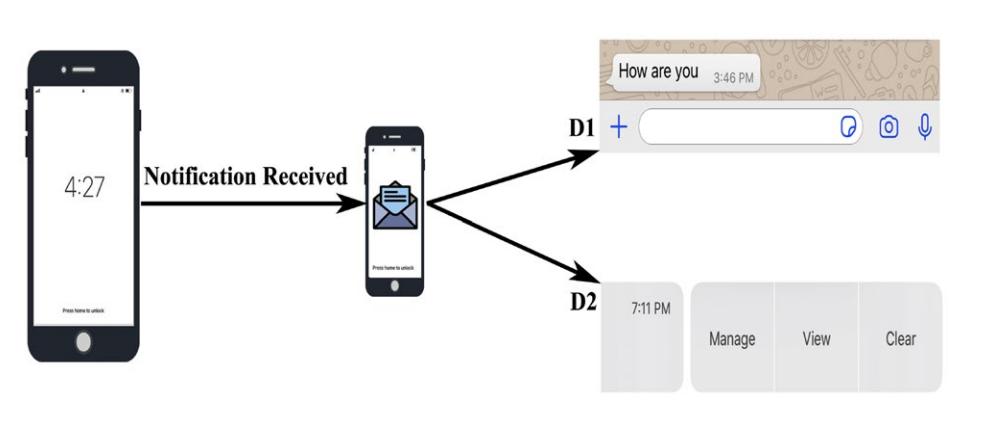 4:27
Press home to unlock
Notification Received
Press home to unlock
D1
How are you 3:46 PM
D2
7:11 PM
Manage View Clear